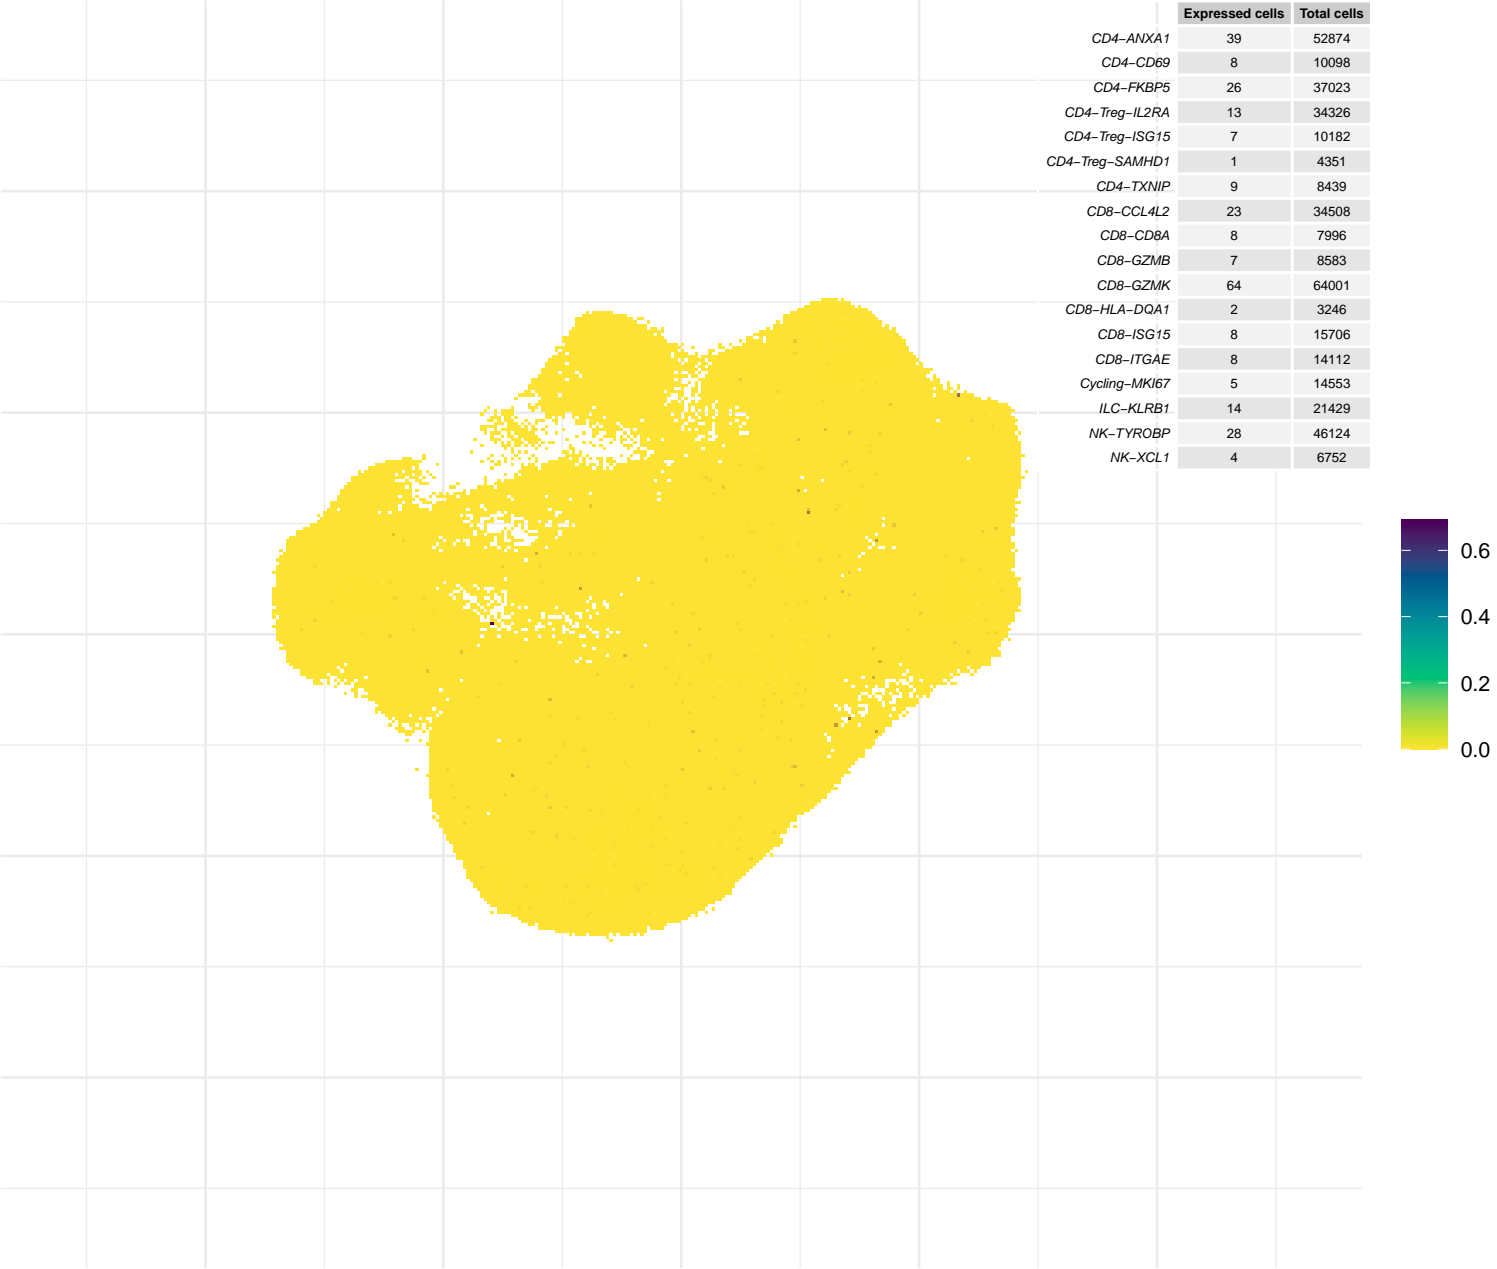 Expressed cells Total cells
CD4−ANXA1 39 52874
CD4−CD69 8 10098
CD4−FKBP5 26 37023
CD4−Treg−IL2RA 13 34326
CD4−Treg−ISG15 7 10182
CD4−Treg−SAMHD1 1 4351
CD4−TXNIP 9 8439
CD8−CCL4L2 23 34508
CD8−CD8A 8 7996
CD8−GZMB 7 8583
CD8−GZMK 64 64001
CD8−HLA−DQA1 2 3246
CD8−ISG15 8 15706
CD8−ITGAE 8 14112
Cycling−MKI67 5 14553
ILC−KLRB1 14 21429
NK−TYROBP 28 46124
NK−XCL1 4 6752
0.6
0.4
0.2
0.0